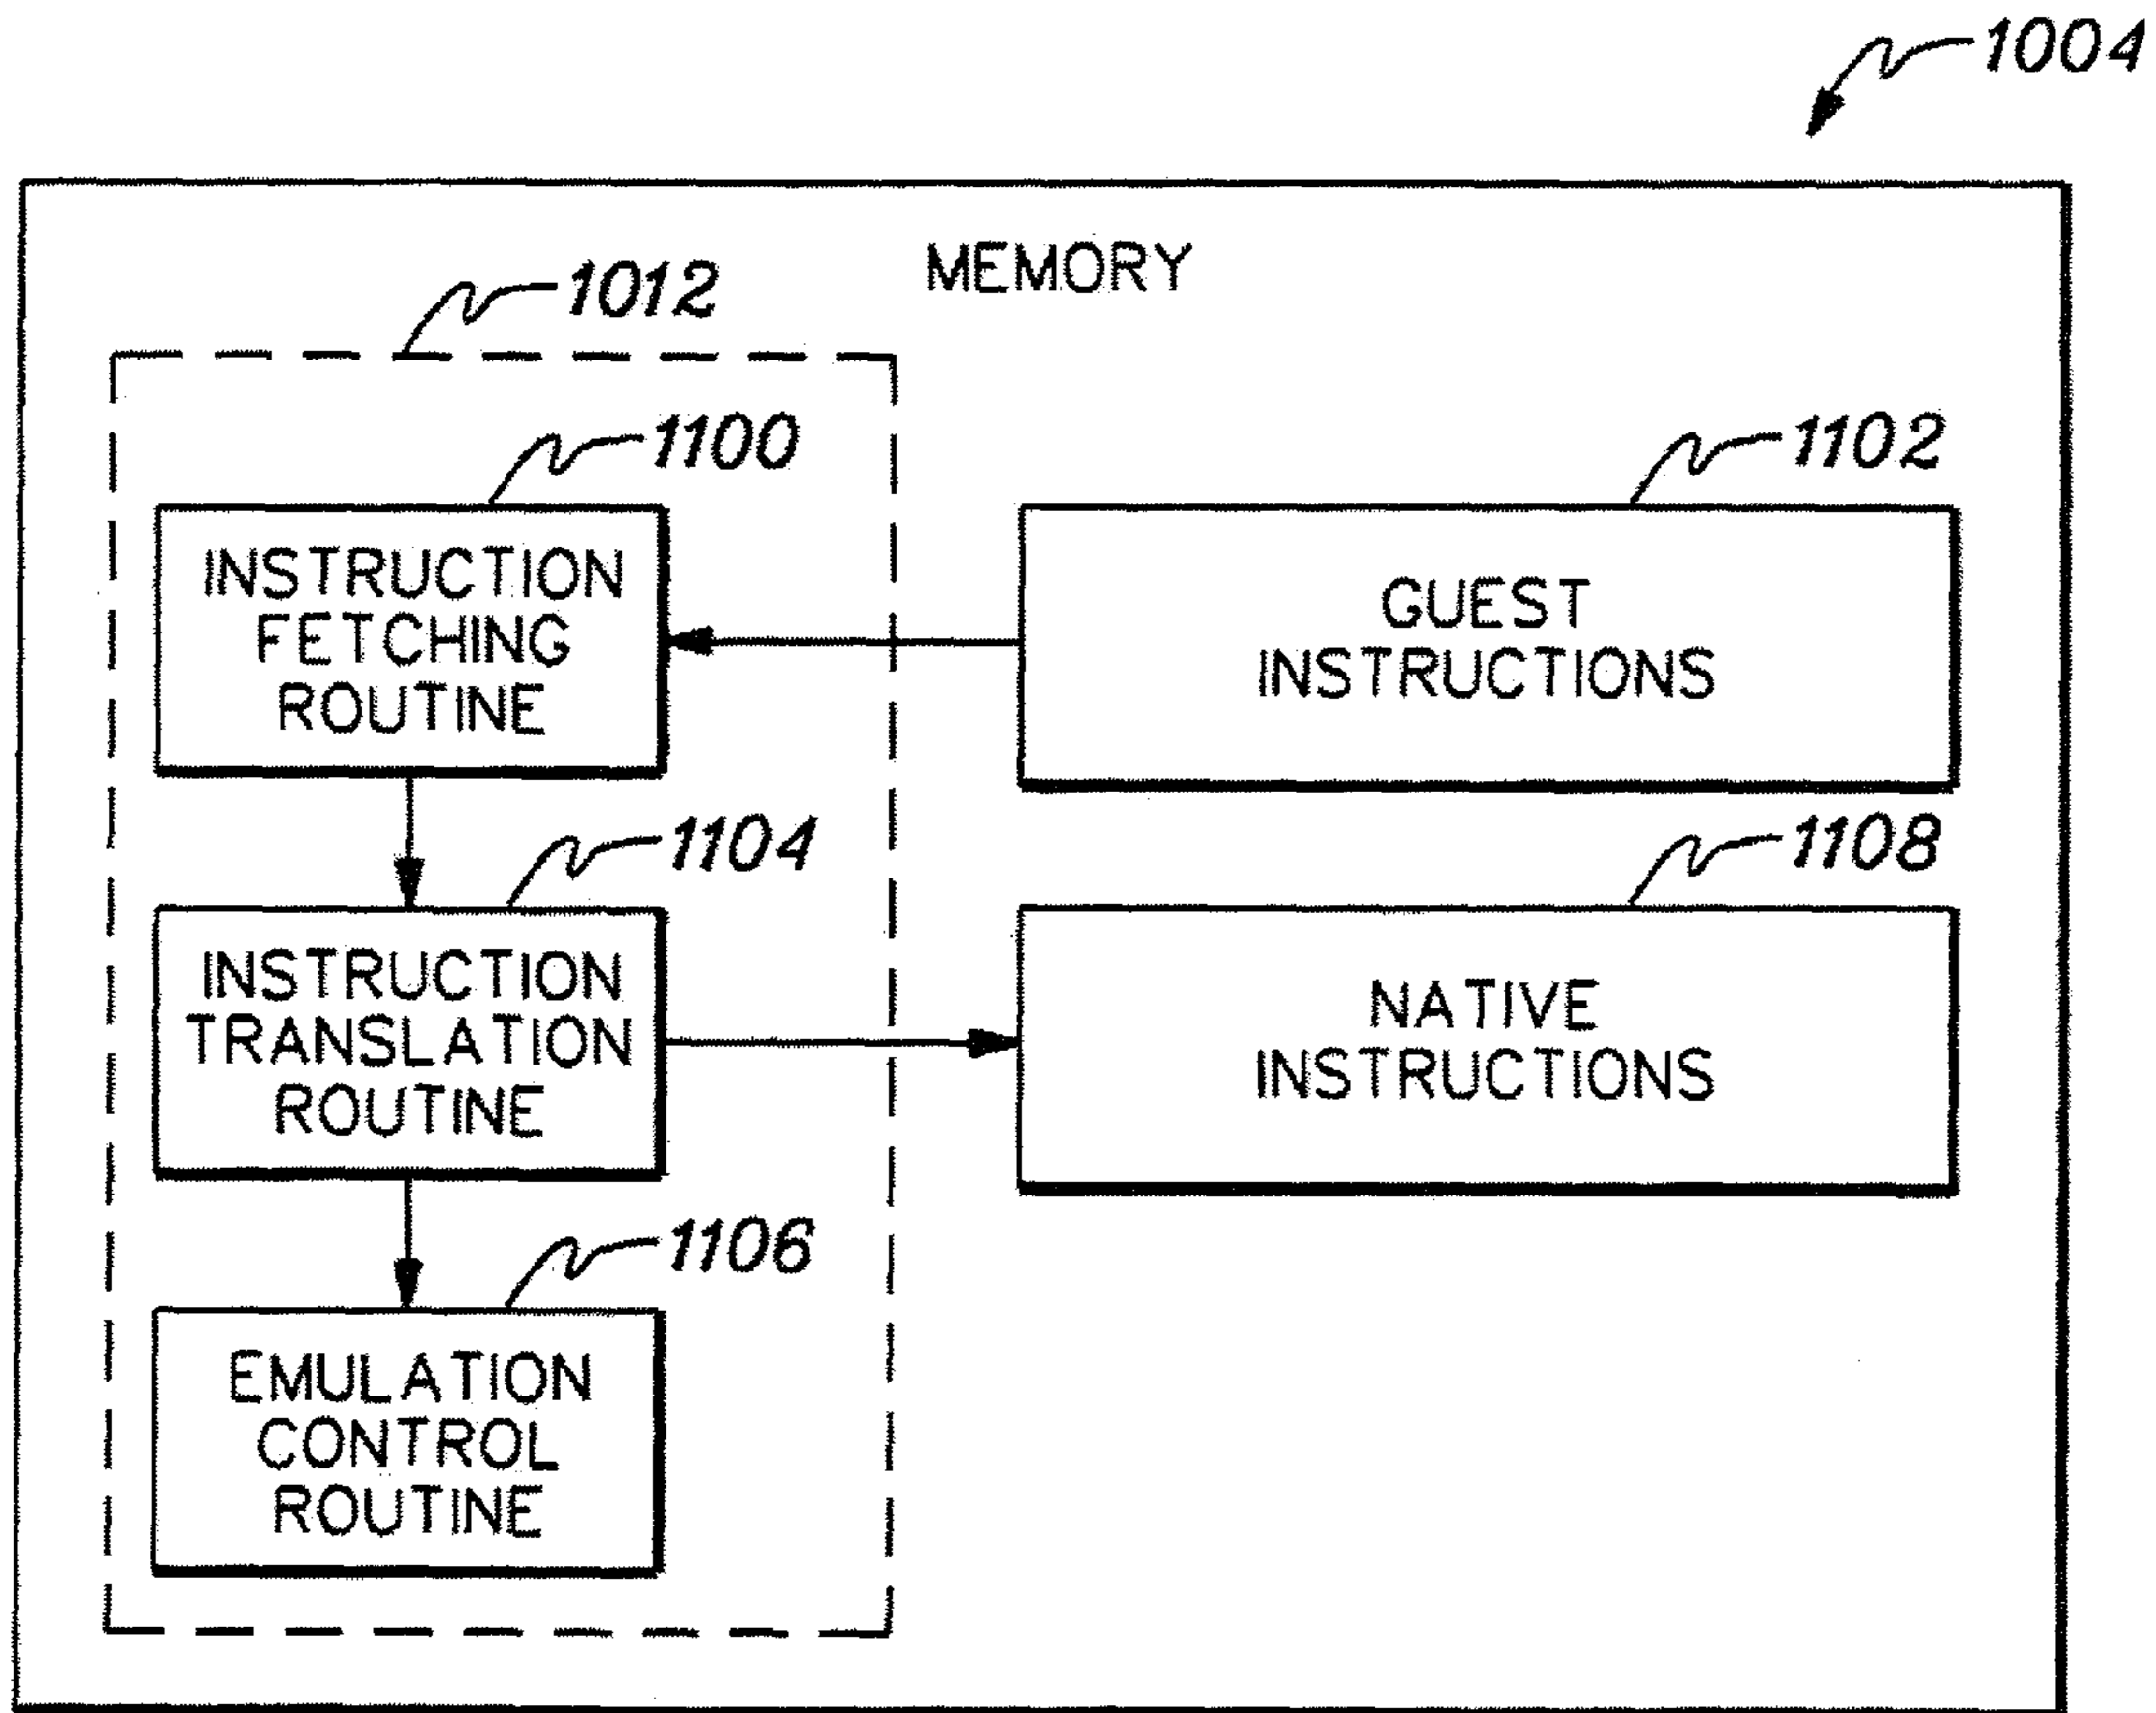 1004
MEMORY
1012
1100
1102
INSTRUCTION
FETCHING
ROUTINE
GUEST
INSTRUCTIONS
1104
1108
INSTRUCTION
TRANSLATION
ROUTINE
NATIVE
INSTRUCTIONS
1106
EMULATION
CONTROL
ROUTINE